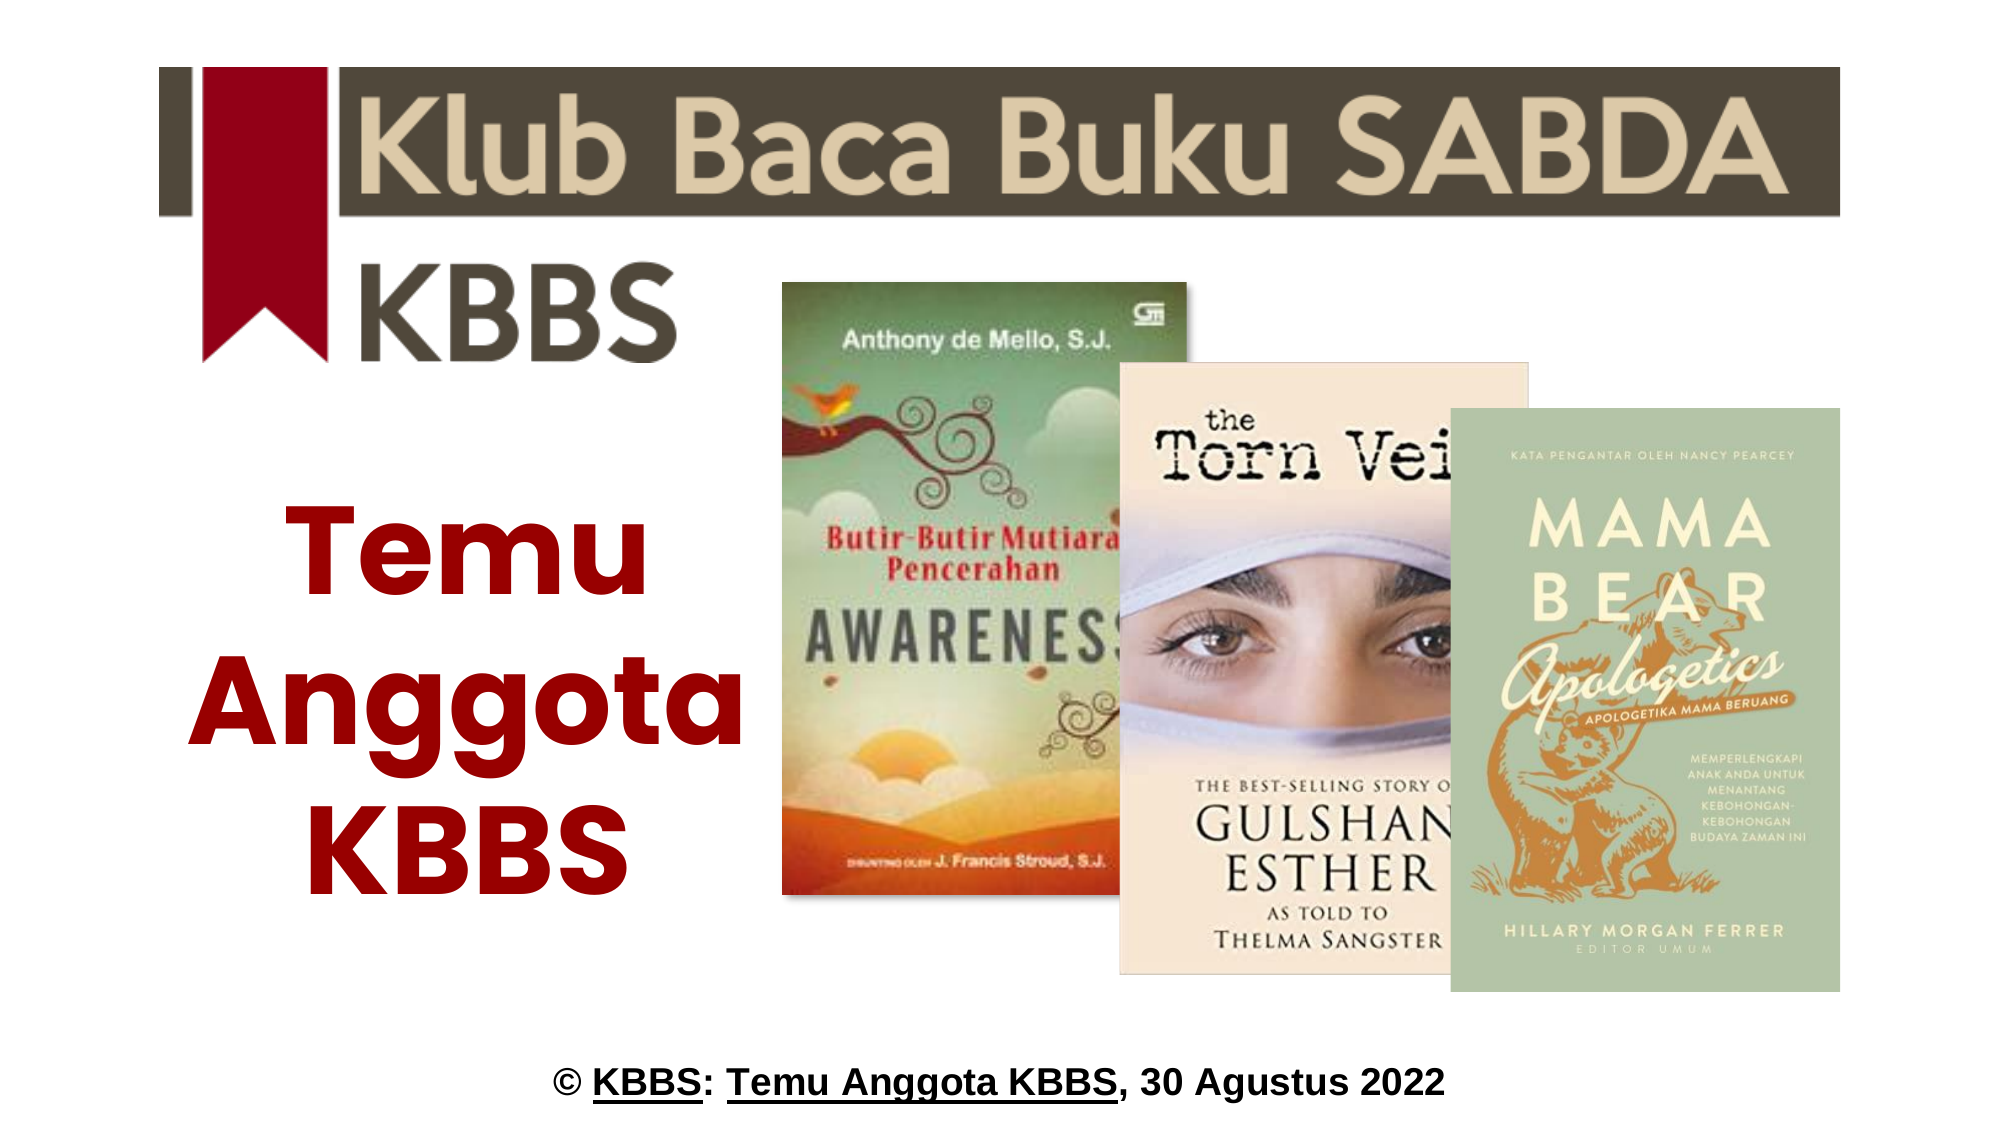 Klub Baca Buku SABDA
KBBS
Temu
Anggota
KBBS
Anthony de Mello, S.J.
Butir-Butir Mutiara
Pencerahan
AWARENESS
DISUNTING OLEH J. Francis Stroud, S.J.
the
Torn Vei
THE BEST-SELLING STORY O
GULSHAN
ESTHER
AS TOLD TO
THELMA SANGSTER
KATA PENGANTAR OLEH NANCY PEARCEY
MAMA
BEAR
Apologetics
APOLOGETIKA MAMA BERUANG
MEMPERLENGKAPI
ANAK ANDA UNTUK
MENANTANG
KEBOHONGAN-
KEBOHONGAN
BUDAYA ZAMAN INI
HILLARY MORGAN FERRER
EDITOR UMUM
© KBBS: Temu Anggota KBBS, 30 Agustus 2022